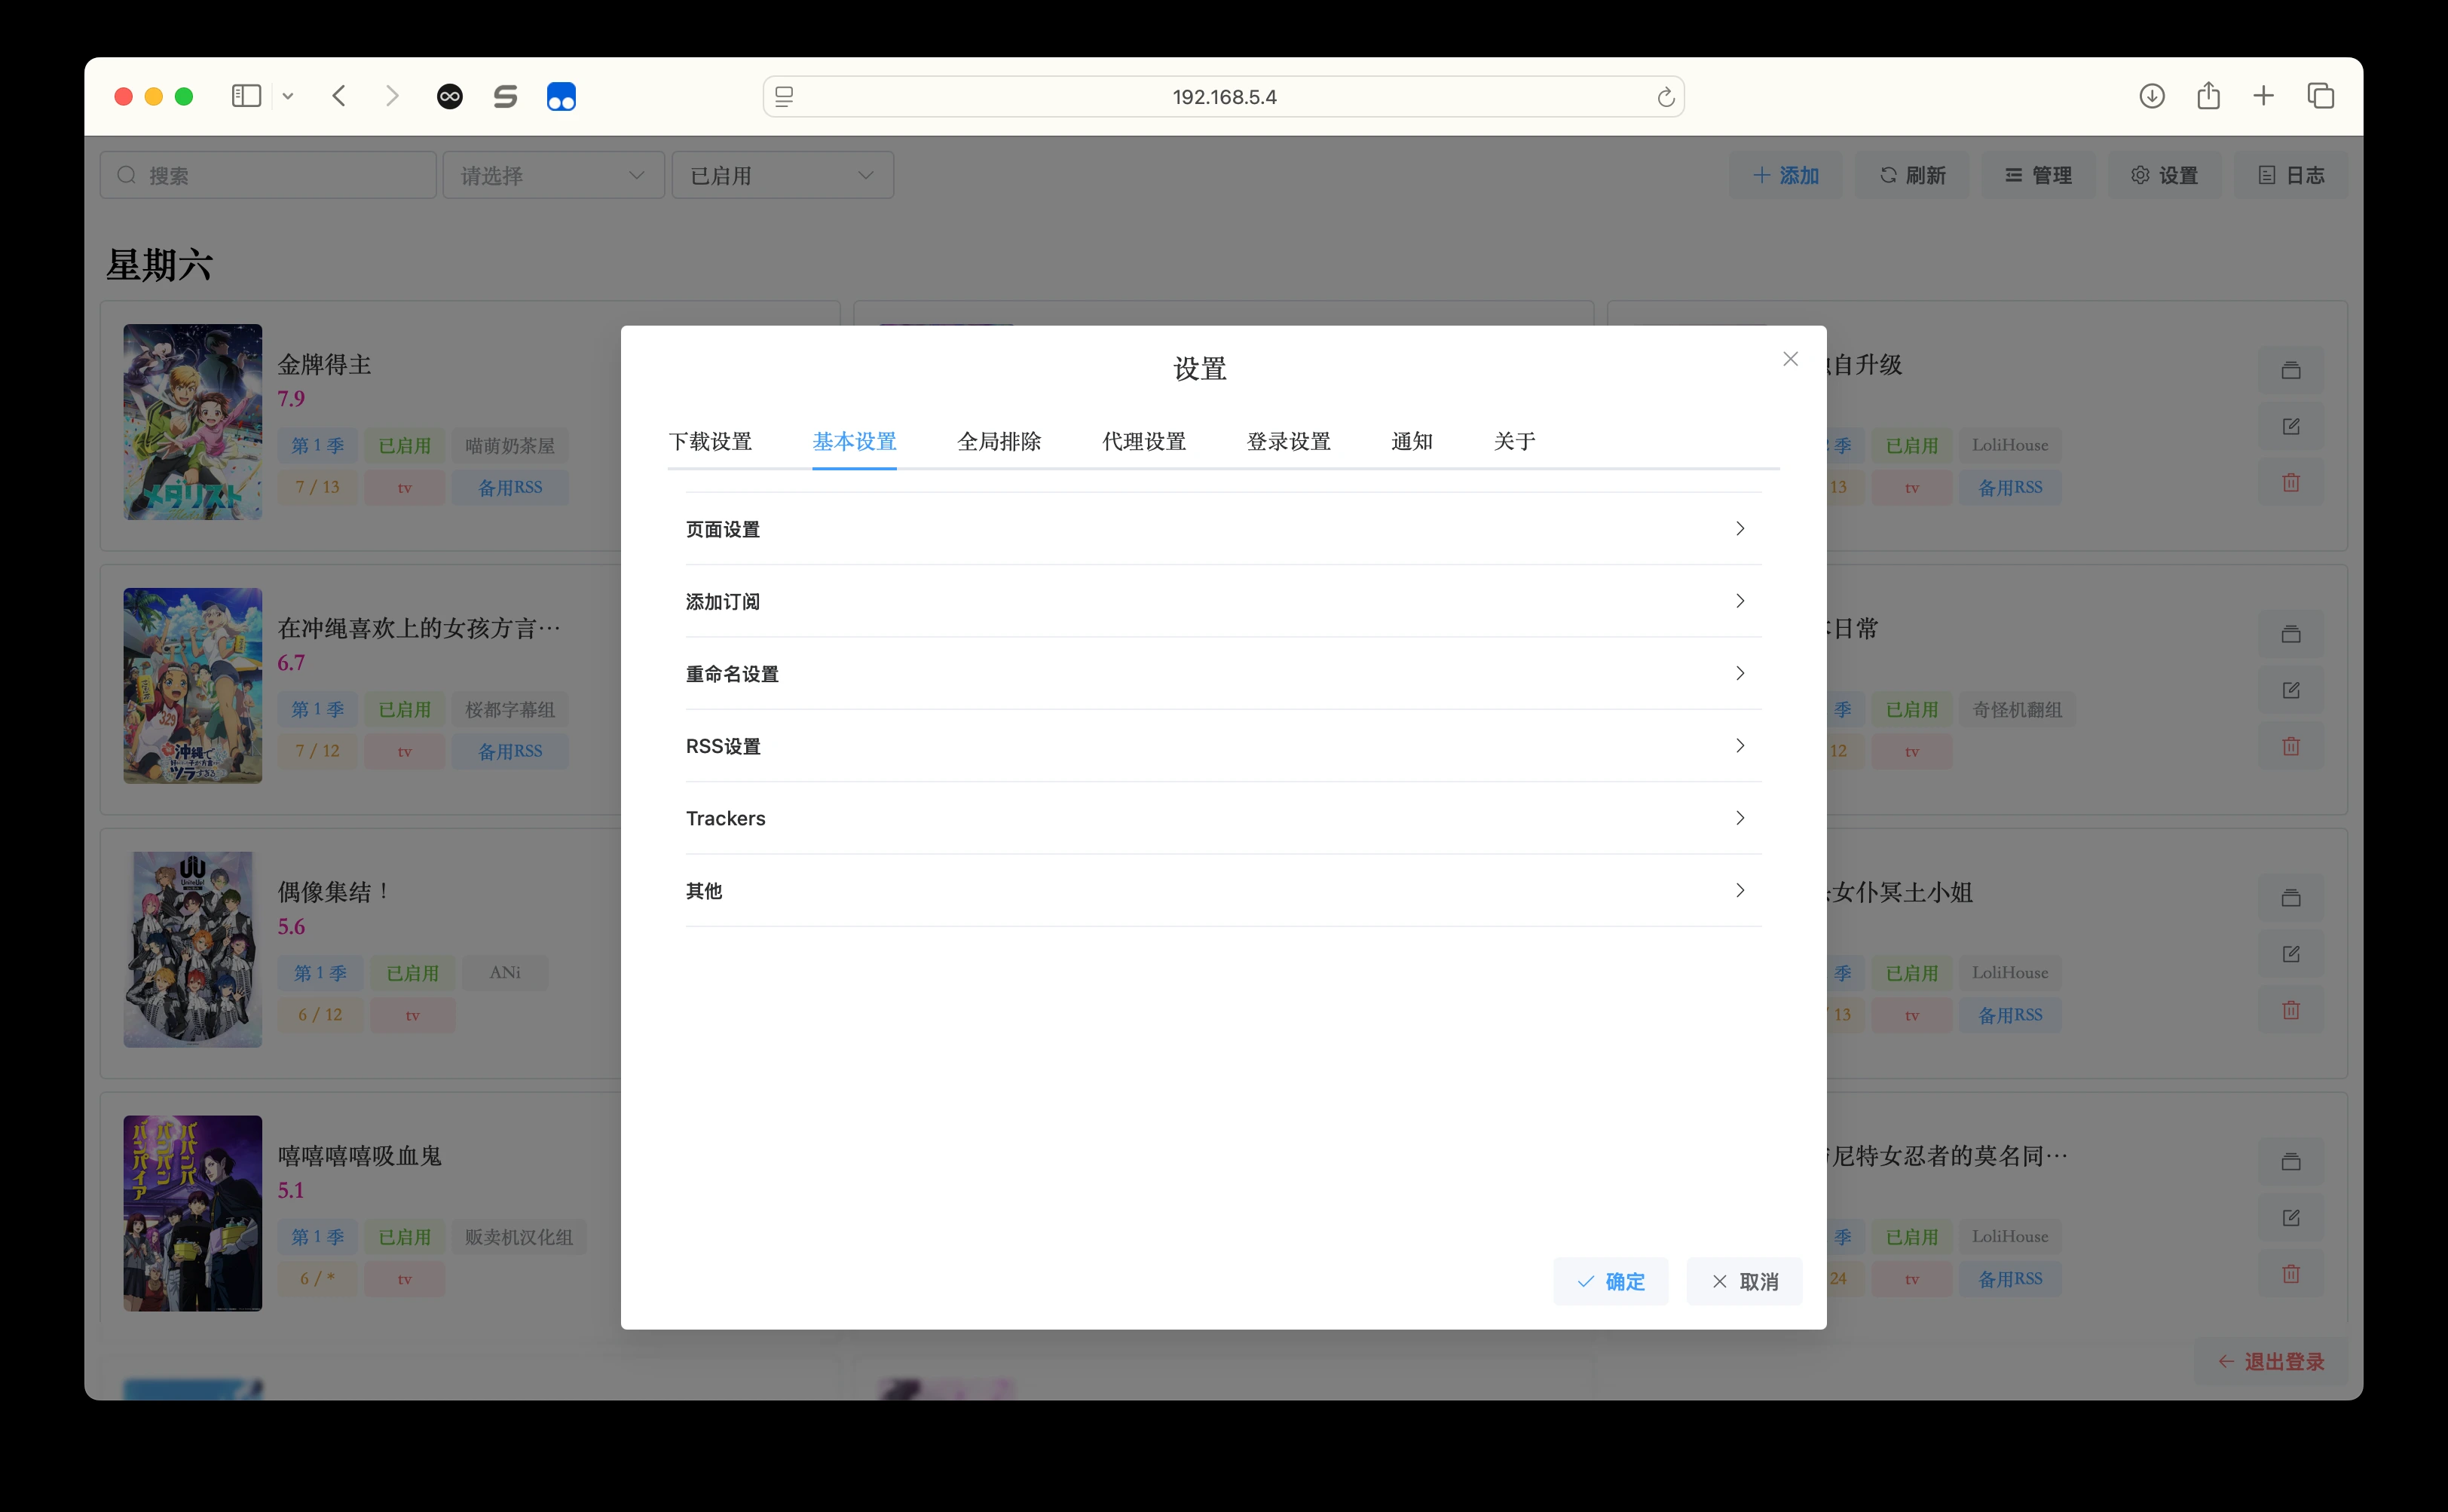 192.168.5.4
搜索 请选择 已启用 添加 刷新 管理 设置 日志
星期六
金牌得主
7.9
第 1 季 已启用 喵萌奶茶屋
7 / 13 tv 备用RSS
メダリスト
在冲绳喜欢上的女孩方言…
6.7
第 1 季 已启用 桜都字幕组
7 / 12 tv 备用RSS
偶像集结！
5.6
第 1 季 已启用 ANi
6 / 12 tv
嘻嘻嘻嘻吸血鬼
5.1
第 1 季 已启用 贩卖机汉化组
6 / * tv
设置
下载设置 基本设置 全局排除 代理设置 登录设置 通知 关于
页面设置
添加订阅
重命名设置
RSS设置
Trackers
其他
确定 取消
自升级
季 已启用 LoliHouse
13 tv 备用RSS
日常
季 已启用 奇怪机翻组
12 tv
女仆冥土小姐
季 已启用 LoliHouse
13 tv 备用RSS
尼特女忍者的莫名同…
季 已启用 LoliHouse
24 tv 备用RSS
退出登录